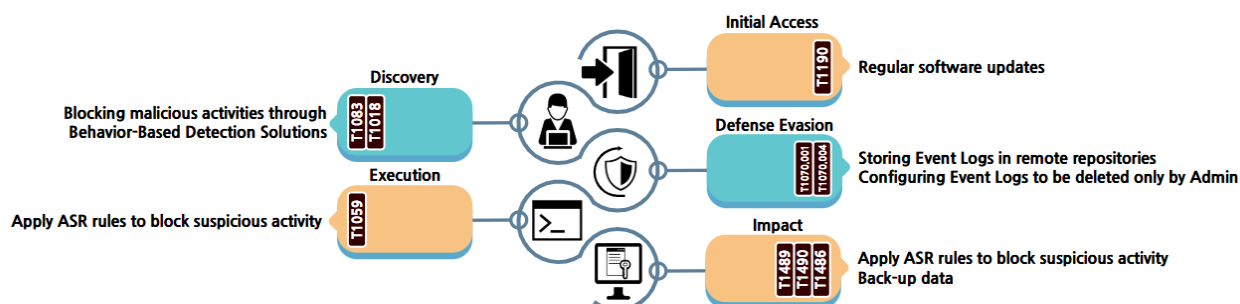 Initial Access
T1190
Regular software updates
Discovery
T1083
T1018
Blocking malicious activities through
Behavior-Based Detection Solutions
Defense Evasion
T1070.001
T1070.004
Storing Event Logs in remote repositories
Configuring Event Logs to be deleted only by Admin
Execution
T1059
Apply ASR rules to block suspicious activity
>_
Impact
T1489
T1490
T1486
Apply ASR rules to block suspicious activity
Back-up data